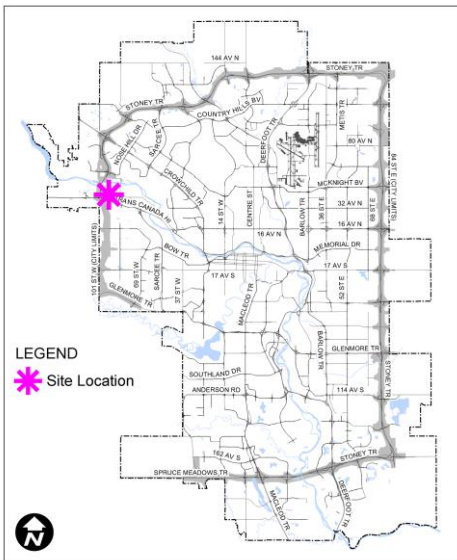 144 AV N
STONEY TR
STONEY TR
COUNTRY HILLS BV
METIS TR
NOSE HILL DR
SARCEE TR
DEERFOOT TR
80 AV N
CROWCHILD TR
84 ST E (CITY LIMITS)
MCKNIGHT BV
TRANS CANADA HI
14 ST W
CENTRE ST
BARLOW TR
36 ST E
32 AV N
68 ST E
16 AV N
16 AV N
101 ST W (CITY LIMITS)
BOW TR
MEMORIAL DR
69 ST W
SARCEE TR
37 ST W
17 AV S
17 AV S
MACLEOD TR
52 ST E
GLENMORE TR
BARLOW TR
GLENMORE TR
LEGEND
Site Location
SOUTHLAND DR
ANDERSON RD
114 AV S
STONEY TR
162 AV S
STONEY TR
SPRUCE MEADOWS TR
MACLEOD TR
DEERFOOT TR
N